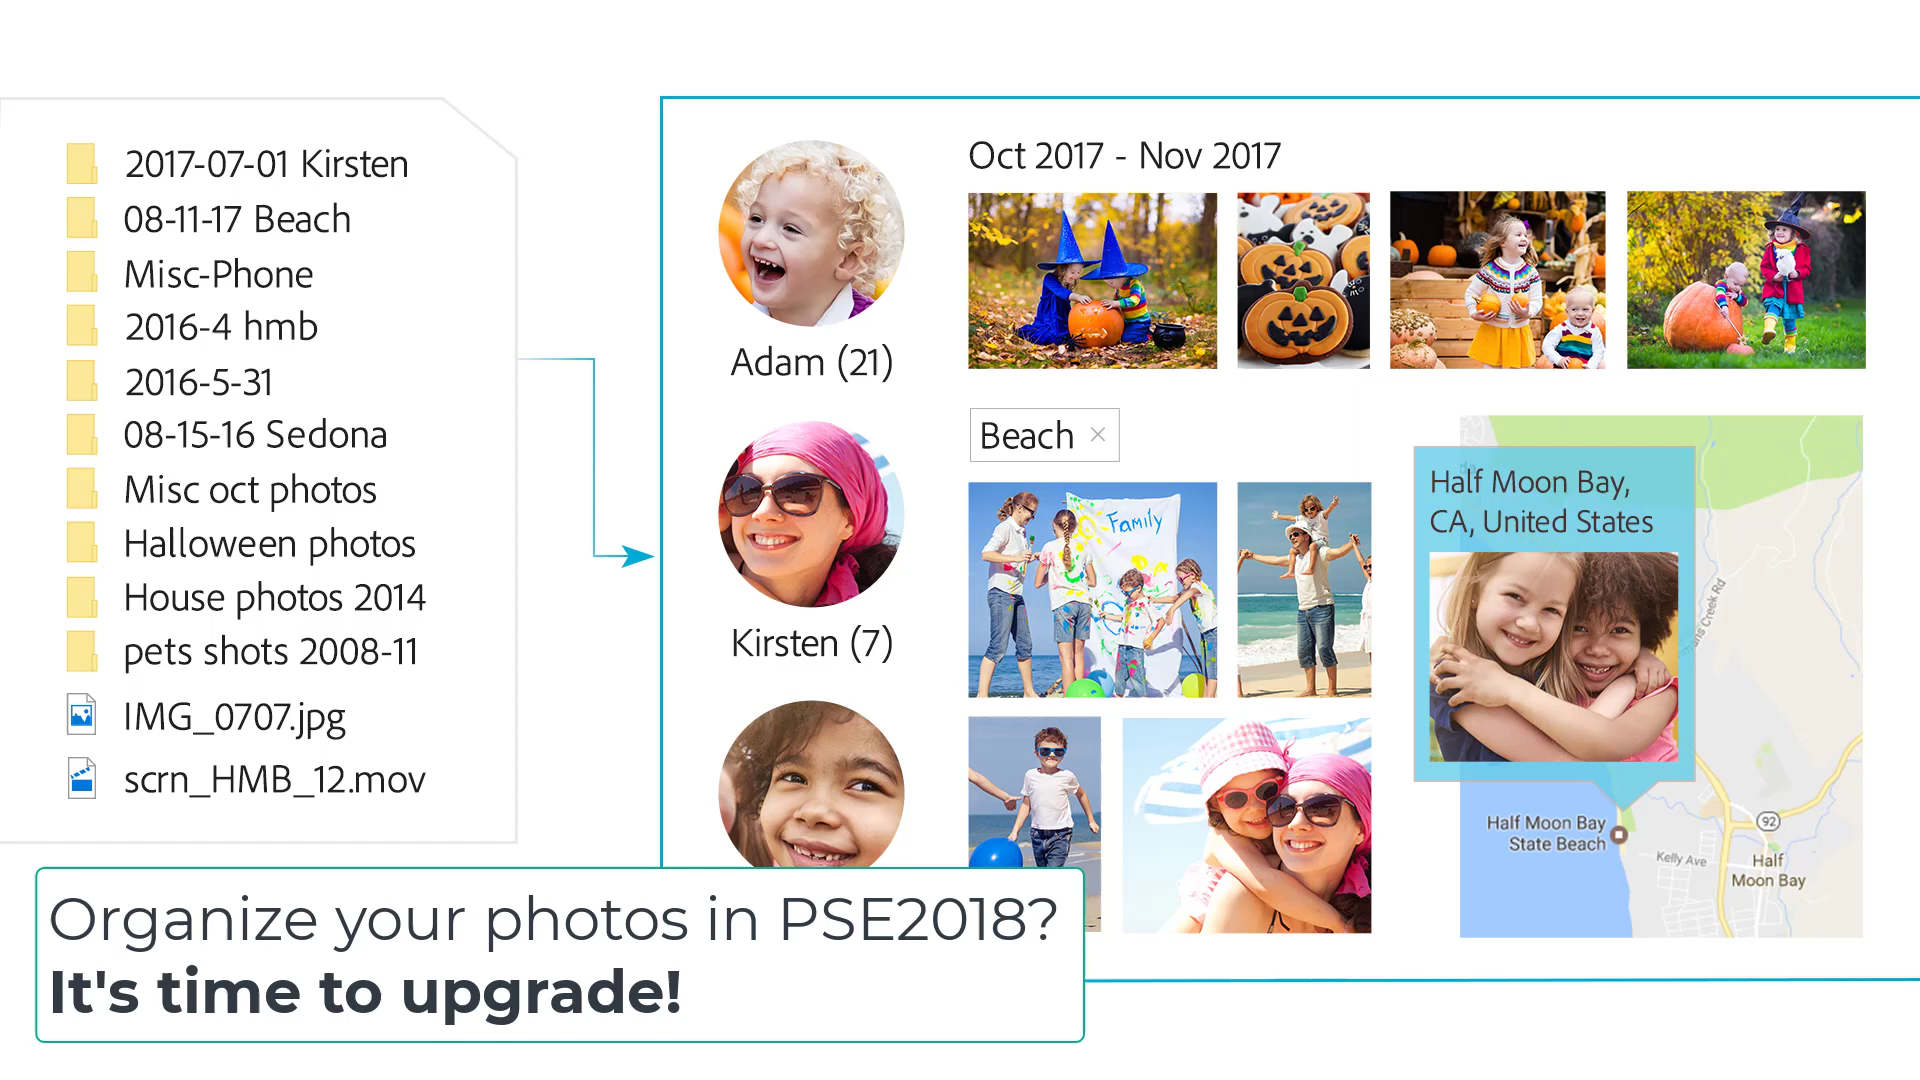 2017-07-01 Kirsten
08-11-17 Beach
Misc-Phone
2016-4 hmb
2016-5-31
08-15-16 Sedona
Misc oct photos
Halloween photos
House photos 2014
pets shots 2008-11
IMG_0707.jpg
scrn_HMB_12.mov
Adam (21)
Kirsten (7)
Oct 2017 - Nov 2017
Beach ×
Family
Half Moon Bay,
CA, United States
Half Moon Bay
State Beach
92
Kelly Ave
Half
Moon Bay
Creek Rd
Organize your photos in PSE2018?
It's time to upgrade!